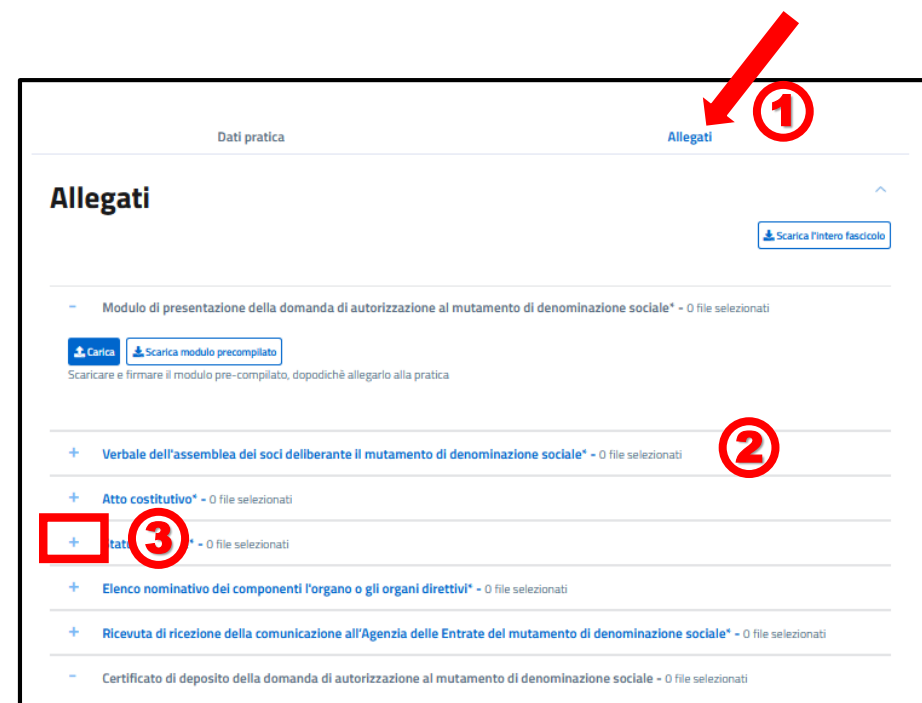 1
Dati pratica
Allegati
Allegati
Scarica l'intero fascicolo
- Modulo di presentazione della domanda di autorizzazione al mutamento di denominazione sociale* - 0 file selezionati
Carica
Scarica modulo precompilato
Scaricare e firmare il modulo pre-compilato, dopodichè allegarlo alla pratica
2
+ Verbale dell'assemblea dei soci deliberante il mutamento di denominazione sociale* - 0 file selezionati
+ Atto costitutivo* - 0 file selezionati
+ 3 * - 0 file selezionati
+ Elenco nominativo dei componenti l'organo o gli organi direttivi* - 0 file selezionati
+ Ricevuta di ricezione della comunicazione all'Agenzia delle Entrate del mutamento di denominazione sociale* - 0 file selezionati
- Certificato di deposito della domanda di autorizzazione al mutamento di denominazione sociale - 0 file selezionati